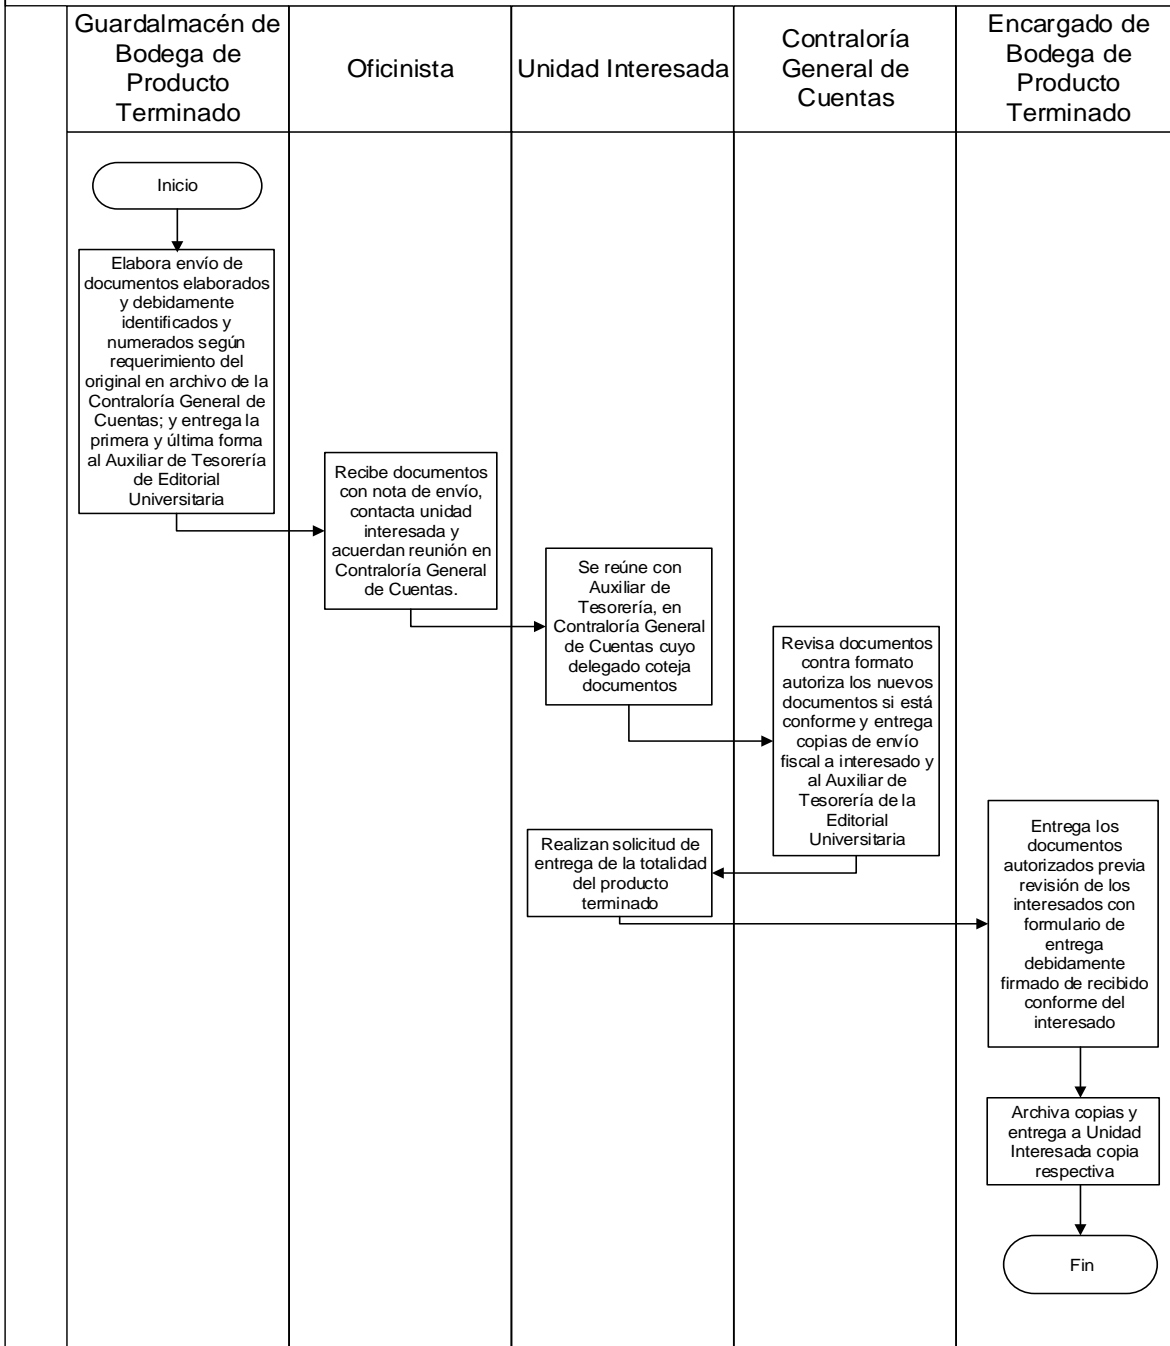 Guardalmacén de
Bodega de
Producto
Terminado
Oficinista
Unidad Interesada
Contraloría
General de
Cuentas
Encargado de
Bodega de
Producto
Terminado
Inicio
Elabora envío de
documentos elaborados
y debidamente
identificados y
numerados según
requerimiento del
original en archivo de la
Contraloría General de
Cuentas; y entrega la
primera y última forma
al Auxiliar de Tesorería
de Editorial
Universitaria
Recibe documentos
con nota de envío,
contacta unidad
interesada y
acuerdan reunión en
Contraloría General
de Cuentas.
Se reúne con
Auxiliar de
Tesorería, en
Contraloría General
de Cuentas cuyo
delegado coteja
documentos
Revisa documentos
contra formato
autoriza los nuevos
documentos si está
conforme y entrega
copias de envío
fiscal a interesado y
al Auxiliar de
Tesorería de la
Editorial
Universitaria
Realizan solicitud de
entrega de la totalidad
del producto
terminado
Entrega los
documentos
autorizados previa
revisión de los
interesados con
formulario de
entrega
debidamente
firmado de recibido
conforme del
interesado
Archiva copias y
entrega a Unidad
Interesada copia
respectiva
Fin